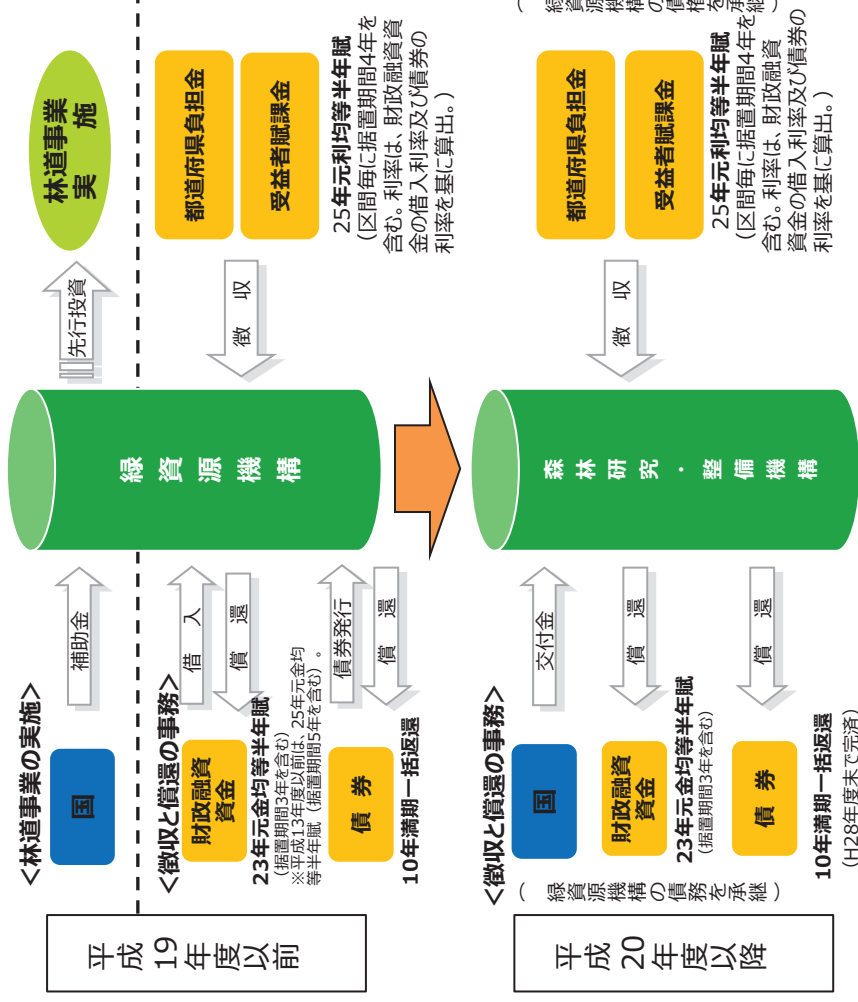 平成
19
年度以前
<林道事業の実施>
国
補助金
緑資源機構
先行投資
林道事業
実　施
<徴収と償還の事務>
財政融資
資金
借　入
償　還
23年元金均等半年賦
(据置期間3年を含む)
※平成13年度以前は、25年元金均
等半年賦（据置期間5年を含む）。
債　券
債券発行
償　還
10年満期一括返還
徴　収
都道府県負担金
受益者賦課金
25年元利均等半年賦
(区間毎に据置期間4年を
含む。利率は、財政融資資
金の借入利率及び債券の
利率を基に算出。)
平成
20
年度以降
<徴収と償還の事務>
(緑資源機構の債務を承継)
国
交付金
財政融資
資金
償　還
23年元金均等半年賦
(据置期間3年を含む)
債　券
償　還
10年満期一括返還
(H28年度末で完済)
森林研究・整備機構
徴　収
(緑資源機構の債権を承継)
都道府県負担金
受益者賦課金
25年元利均等半年賦
(区間毎に据置期間4年を
含む。利率は、財政融資
資金の借入利率及び債券の
利率を基に算出。)